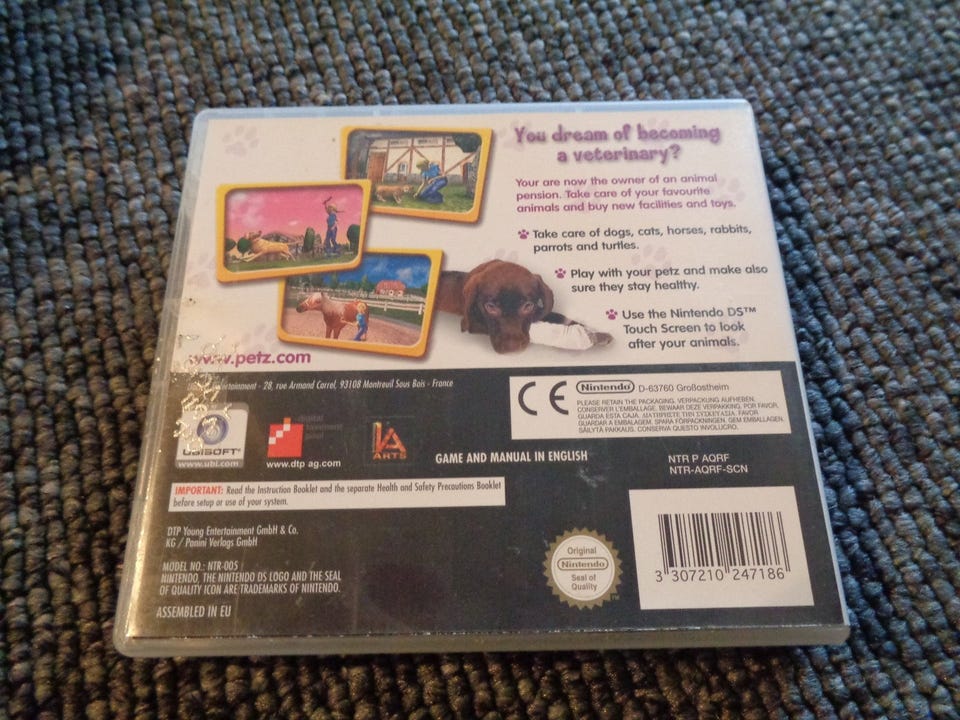 You dream of becoming
a veterinary?
Your are now the owner of an animal
pension. Take care of your favourite
animals and buy new facilities and toys.
Take care of dogs, cats, horses, rabbits,
parrots and turtles.
Play with your petz and make also
sure they stay healthy.
Use the Nintendo DS™
Touch Screen to look
after your animals.
www.petz.com
Entertainment - 28, rue Armand Carrel, 93108 Montreuil Sous Bois - France
CE Nintendo D-63760 Großostheim
PLEASE RETAIN THE PACKAGING. VERPACKUNG AUFHEBEN.
CONSERVER L'EMBALLAGE. BEWAAR DEZE VERPAKKING. POR FAVOR,
GUARDA ESTA CAJA. ΔΙΑΤΗΡΗΣΤΕ ΤΗΝ ΣΥΣΚΕΥΑΣΙΑ. FAVOR
GUARDAR A EMBALAGEM. SPARA FÖRPACKNINGEN. GEM EMBALLAGEN.
SÄILYTÄ PAKKAUS. CONSERVA QUESTO INVOLUCRO.
UBISOFT
www.ubi.com
digital
tainment
pool
www.dtp ag.com
ARTS
GAME AND MANUAL IN ENGLISH
NTR P AQRF
NTR-AQRF-SCN
IMPORTANT: Read the Instruction Booklet and the separate Health and Safety Precautions Booklet
before setup or use of your system.
DTP Young Entertainment GmbH & Co.
KG / Panini Verlags GmbH
MODEL NO.: NTR-005
NINTENDO, THE NINTENDO DS LOGO AND THE SEAL
OF QUALITY ICON ARE TRADEMARKS OF NINTENDO.
ASSEMBLED IN EU
Original
Nintendo
Seal of
Quality
3 307210 247186